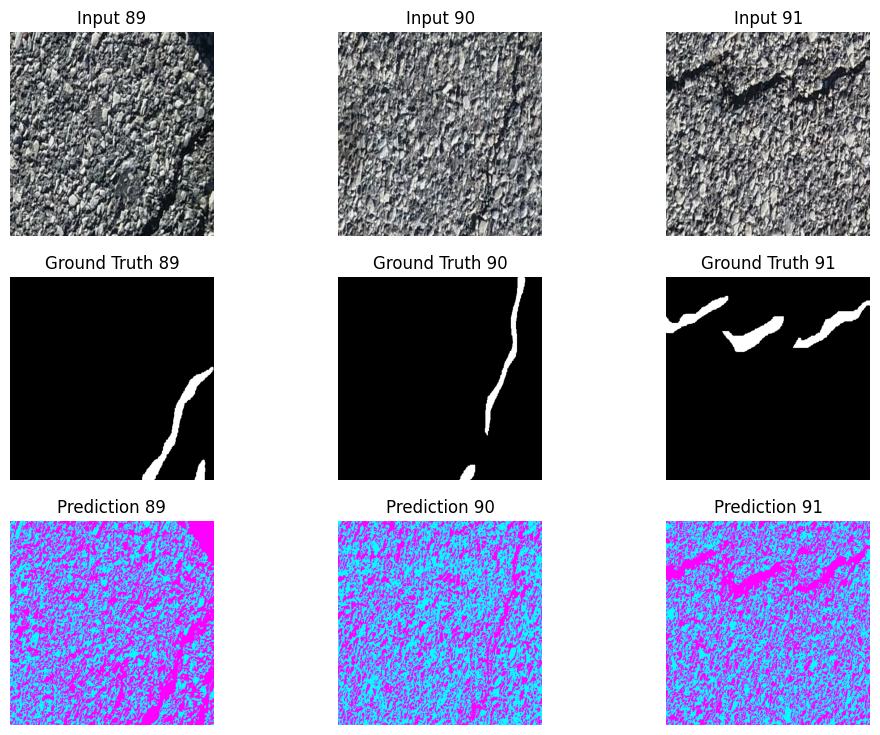 Input 89
Input 90
Input 91
Ground Truth 89
Ground Truth 90
Ground Truth 91
Prediction 89
Prediction 90
Prediction 91